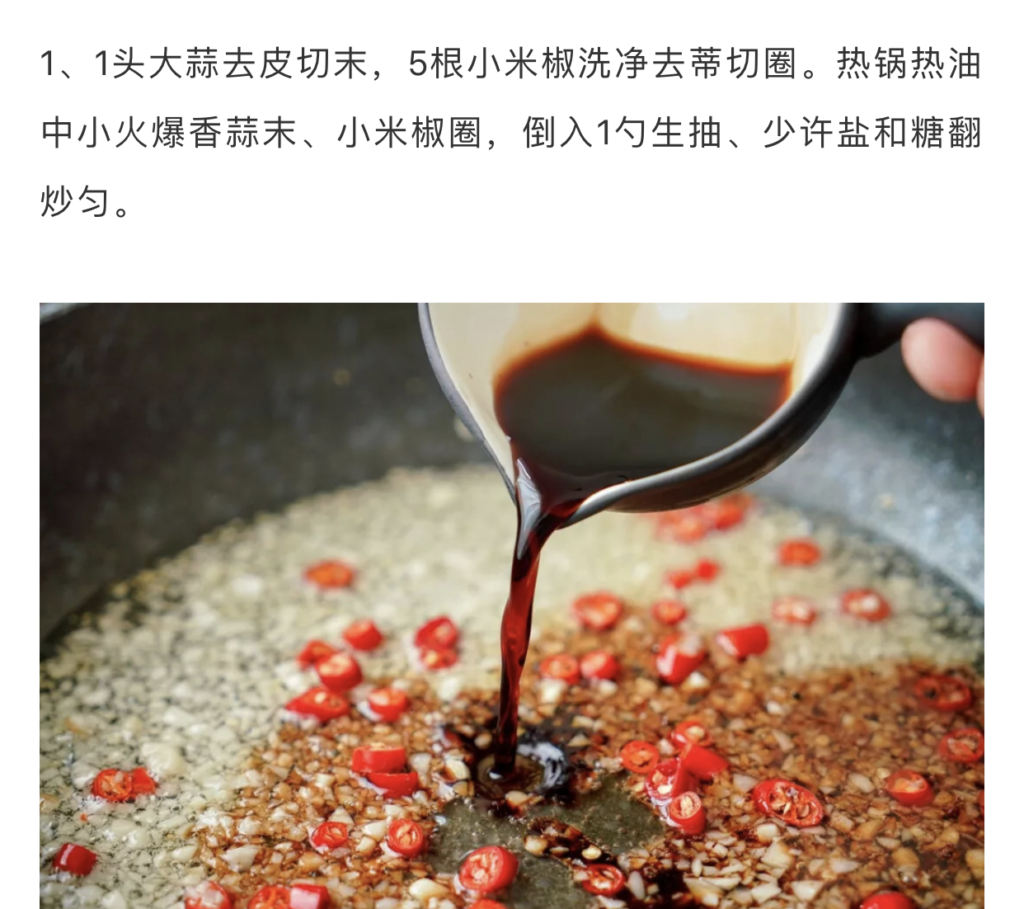 1、1头大蒜去皮切末，5根小米椒洗净去蒂切圈。热锅热油
中小火爆香蒜末、小米椒圈，倒入1勺生抽、少许盐和糖翻
炒匀。